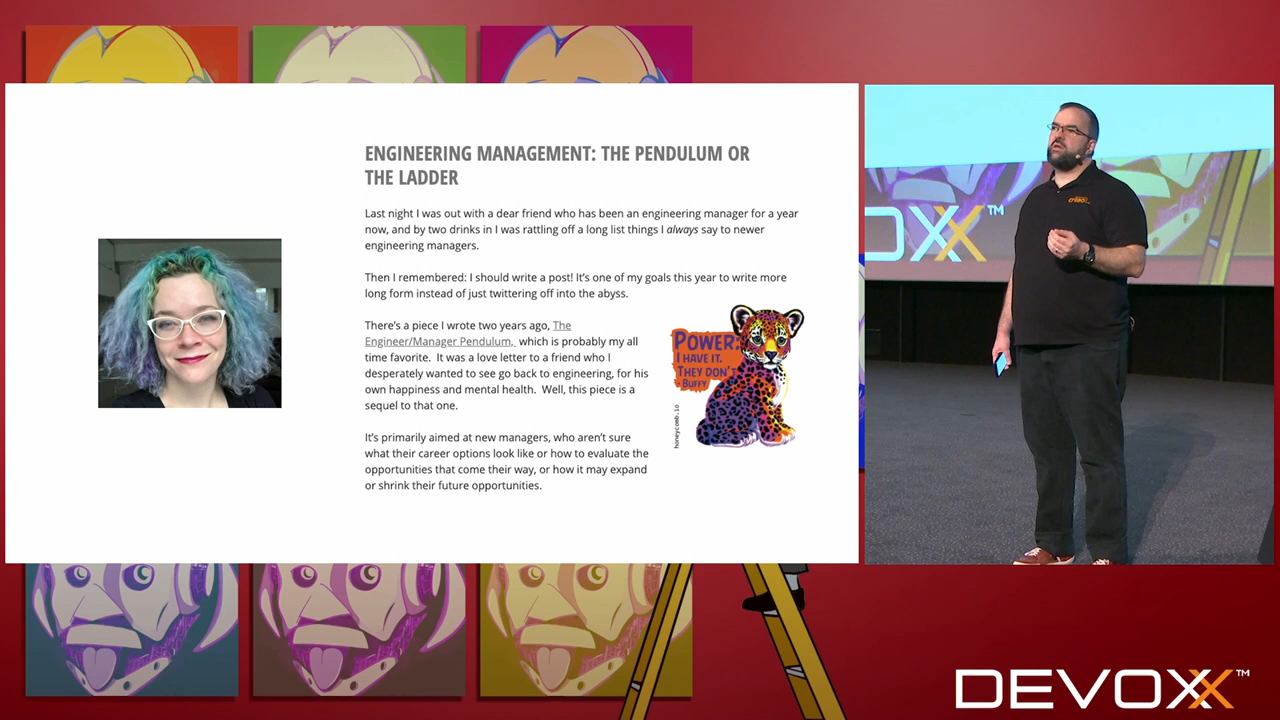 ENGINEERING MANAGEMENT: THE PENDULUM OR
THE LADDER
Last night I was out with a dear friend who has been an engineering manager for a year
now, and by two drinks in I was rattling off a long list things I always say to newer
engineering managers.
Then I remembered: I should write a post! It's one of my goals this year to write more
long form instead of just twittering off into the abyss.
There's a piece I wrote two years ago, The
Engineer/Manager Pendulum, which is probably my all
time favorite. It was a love letter to a friend who I
desperately wanted to see go back to engineering, for his
own happiness and mental health. Well, this piece is a
sequel to that one.
It's primarily aimed at new managers, who aren't sure
what their career options look like or how to evaluate the
opportunities that come their way, or how it may expand
or shrink their future opportunities.
POWER:
I HAVE IT.
THEY DON'T
- BUFFY
honeycomb.io
OXX™
DEVOXX™